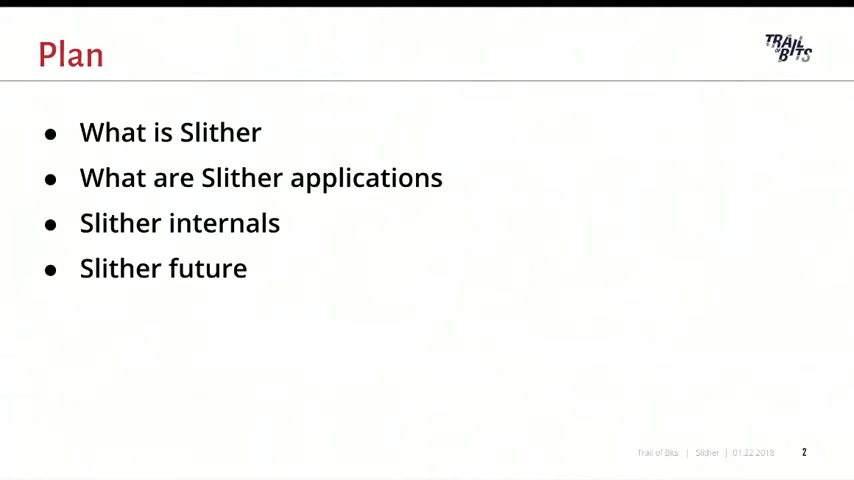 Plan
TRAIL
OF
BITS
● What is Slither
● What are Slither applications
● Slither internals
● Slither future
Trail of Bits | Slither | 01.22.2018 2